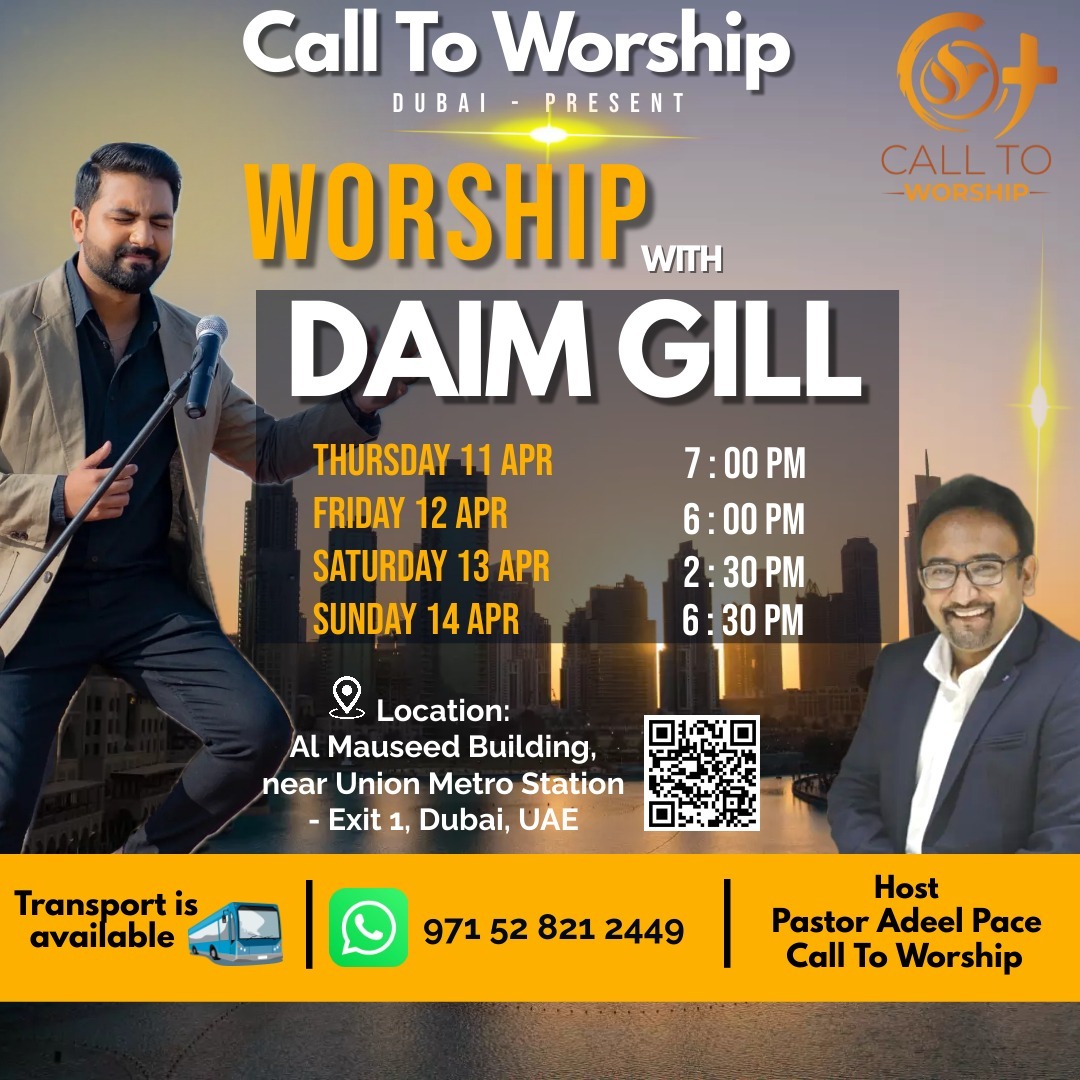 Call To Worship
DUBAI - PRESENT
CALL TO
WORSHIP
WORSHIP
WITH
DAIM GILL
THURSDAY 11 APR 7 : 00 PM
FRIDAY 12 APR 6 : 00 PM
SATURDAY 13 APR 2 : 30 PM
SUNDAY 14 APR 6 : 30 PM
Location:
Al Mauseed Building,
near Union Metro Station
- Exit 1, Dubai, UAE
Transport is
available
971 52 821 2449
Host
Pastor Adeel Pace
Call To Worship